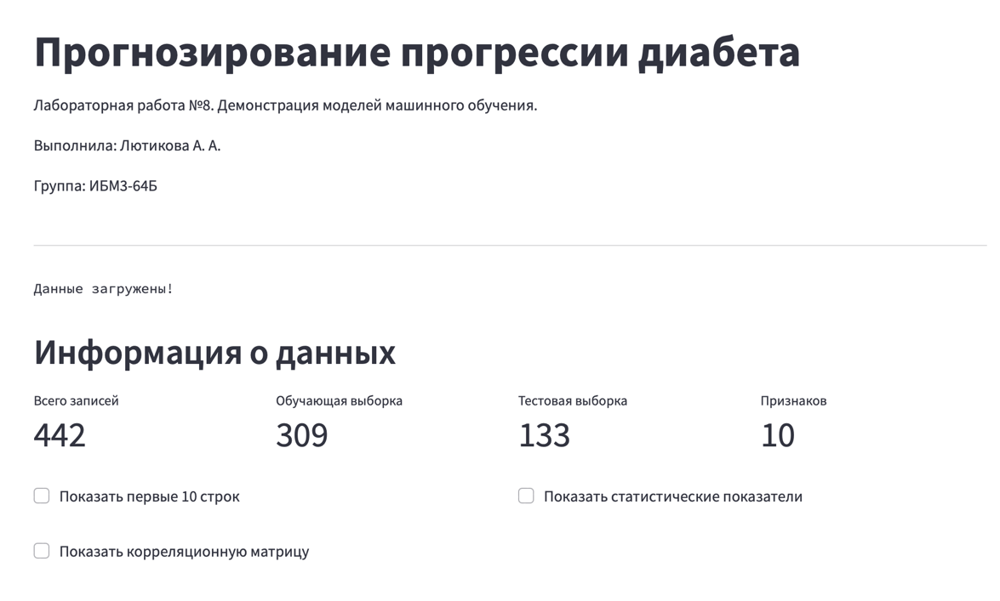 Прогнозирование прогрессии диабета
Лабораторная работа №8. Демонстрация моделей машинного обучения.
Выполнила: Лютикова А. А.
Группа: ИБМ3-64Б
Данные загружены!
Информация о данных
Всего записей
442
Обучающая выборка
309
Тестовая выборка
133
Признаков
10
Показать первые 10 строк
Показать статистические показатели
Показать корреляционную матрицу